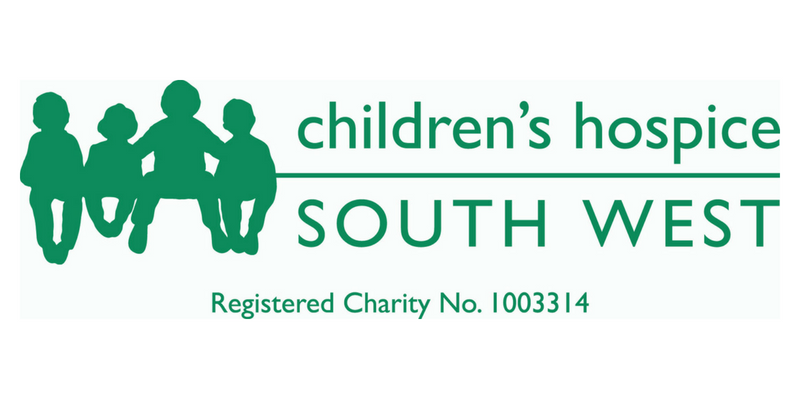 children’s hospice
SOUTH WEST
Registered Charity No. 1003314